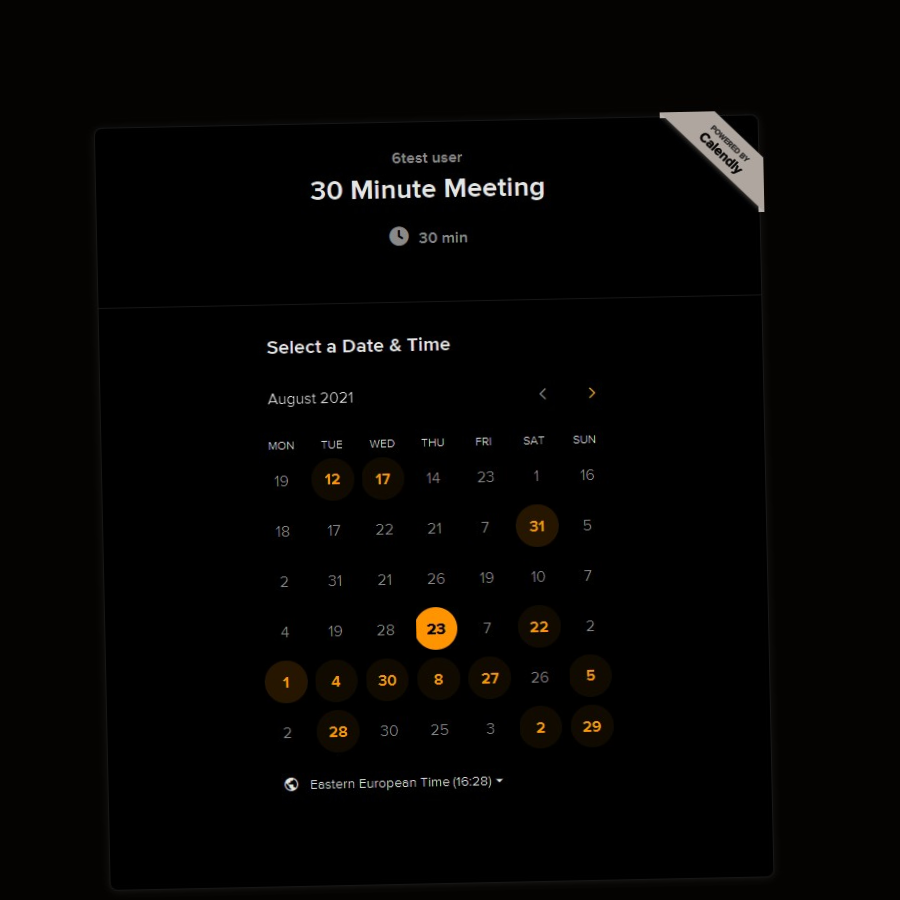 POWERED BY
Calendly
6test user
30 Minute Meeting
30 min
Select a Date & Time
August 2021
MON TUE WED THU FRI SAT SUN
19 12 17 14 23 1 16
18 17 22 21 7 31 5
2 31 21 26 19 10 7
4 19 28 23 7 22 2
1 4 30 8 27 26 5
2 28 30 25 3 2 29
Eastern European Time (16:28)